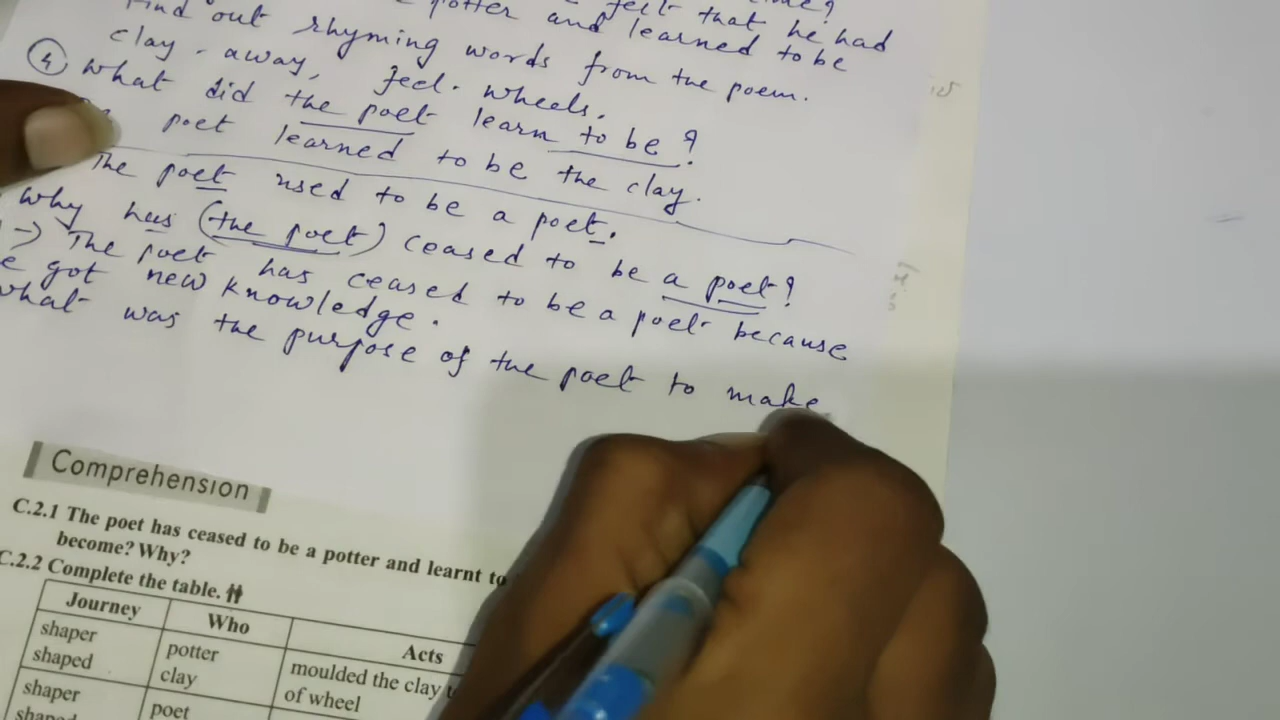 felt that he had
potter and learned to be
Find out rhyming words from the poem.
clay - away, feel. wheels.
④ What did the poet learn to be?
poet learned to be the clay.
The poet used to be a poet.
Why has (the poet) ceased to be a poet?
-> The poet has ceased to be a poet because
e got new knowledge.
what was the purpose of the poet to make
Comprehension
C.2.1 The poet has ceased to be a potter and learnt to
become? Why?
C.2.2 Complete the table.
Journey Who Acts
shaper potter moulded the clay
shaped clay of wheel
shaper poet
shaped